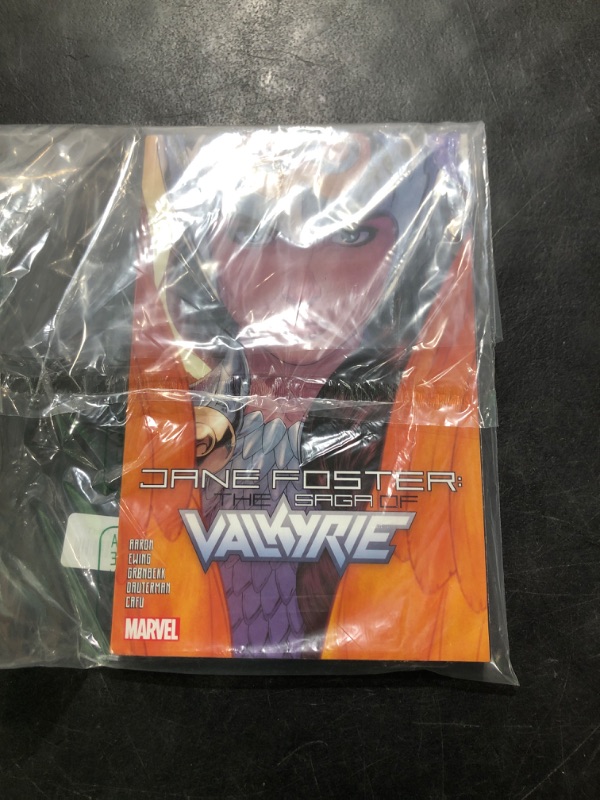 JANE FOSTER:
THE SAGA OF
VALKYRIE
AARON
EWING
GRØNBEKK
DAUTERMAN
CAFU
MARVEL